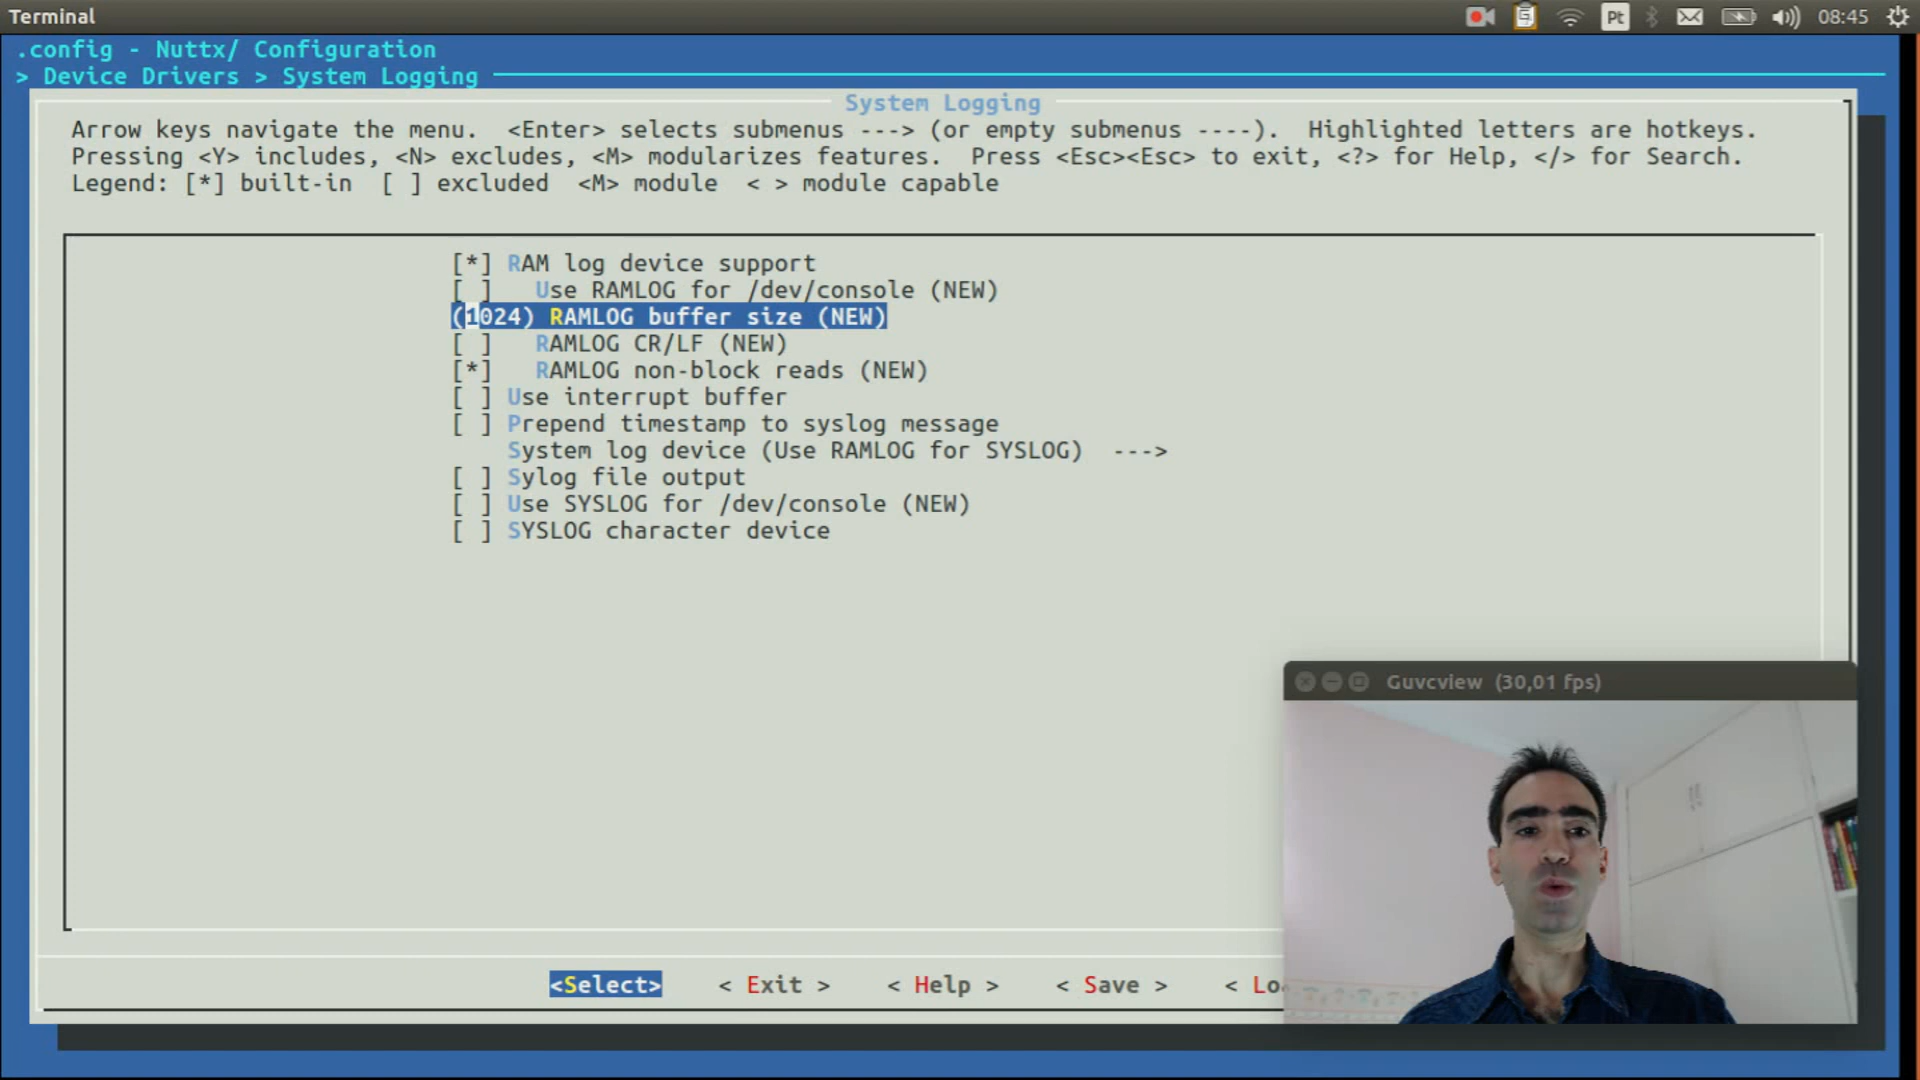 Terminal
Pt
08:45
.config - Nuttx/ Configuration
> Device Drivers > System Logging
System Logging
Arrow keys navigate the menu.  <Enter> selects submenus ---> (or empty submenus ----).  Highlighted letters are hotkeys.
Pressing <Y> includes, <N> excludes, <M> modularizes features.  Press <Esc><Esc> to exit, <?> for Help, </> for Search.
Legend: [*] built-in  [ ] excluded  <M> module  < > module capable
[*] RAM log device support
[ ]   Use RAMLOG for /dev/console (NEW)
(1024) RAMLOG buffer size (NEW)
[ ]   RAMLOG CR/LF (NEW)
[*]   RAMLOG non-block reads (NEW)
[ ] Use interrupt buffer
[ ] Prepend timestamp to syslog message
System log device (Use RAMLOG for SYSLOG)  --->
[ ] Sylog file output
[ ] Use SYSLOG for /dev/console (NEW)
[ ] SYSLOG character device
Guvcview (30,01 fps)
<Select>    < Exit >    < Help >    < Save >    <